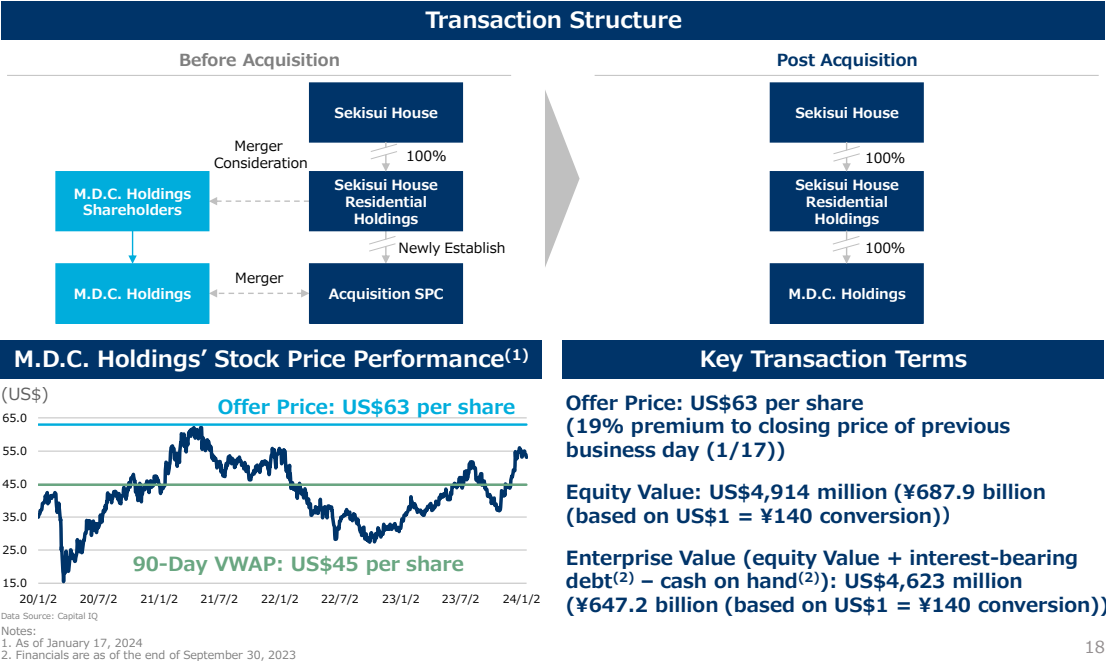 Transaction Structure
Before Acquisition
Post Acquisition
Sekisui House
100%
Merger
Consideration
M.D.C. Holdings
Shareholders
Sekisui House
Residential
Holdings
Newly Establish
M.D.C. Holdings
Merger
Acquisition SPC
Sekisui House
100%
Sekisui House
Residential
Holdings
100%
M.D.C. Holdings
M.D.C. Holdings’ Stock Price Performance(1)
(US$)
Offer Price: US$63 per share
65.0
55.0
45.0
35.0
25.0
15.0
90-Day VWAP: US$45 per share
20/1/2 20/7/2 21/1/2 21/7/2 22/1/2 22/7/2 23/1/2 23/7/2 24/1/2
Data Source: Capital IQ
Key Transaction Terms
Offer Price: US$63 per share
(19% premium to closing price of previous
business day (1/17))
Equity Value: US$4,914 million (¥687.9 billion
(based on US$1 = ¥140 conversion))
Enterprise Value (equity Value + interest-bearing
debt(2) – cash on hand(2)): US$4,623 million
(¥647.2 billion (based on US$1 = ¥140 conversion))
Notes:
1. As of January 17, 2024
2. Financials are as of the end of September 30, 2023
18